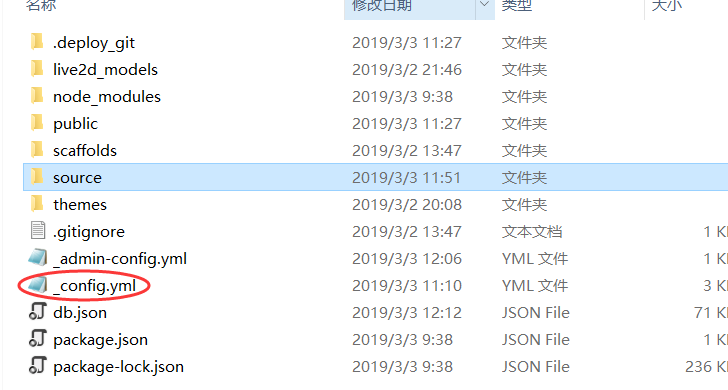 名称 修改日期 类型 大小
.deploy_git 2019/3/3 11:27 文件夹
live2d_models 2019/3/2 21:46 文件夹
node_modules 2019/3/3 9:38 文件夹
public 2019/3/3 11:27 文件夹
scaffolds 2019/3/2 13:47 文件夹
source 2019/3/3 11:51 文件夹
themes 2019/3/2 20:08 文件夹
.gitignore 2019/3/2 13:47 文本文档
_admin-config.yml 2019/3/3 12:06 YML 文件 1 K
_config.yml 2019/3/3 11:10 YML 文件 3 K
db.json 2019/3/3 12:12 JSON File 71 K
package.json 2019/3/3 9:38 JSON File 1 K
package-lock.json 2019/3/3 9:38 JSON File 236 K